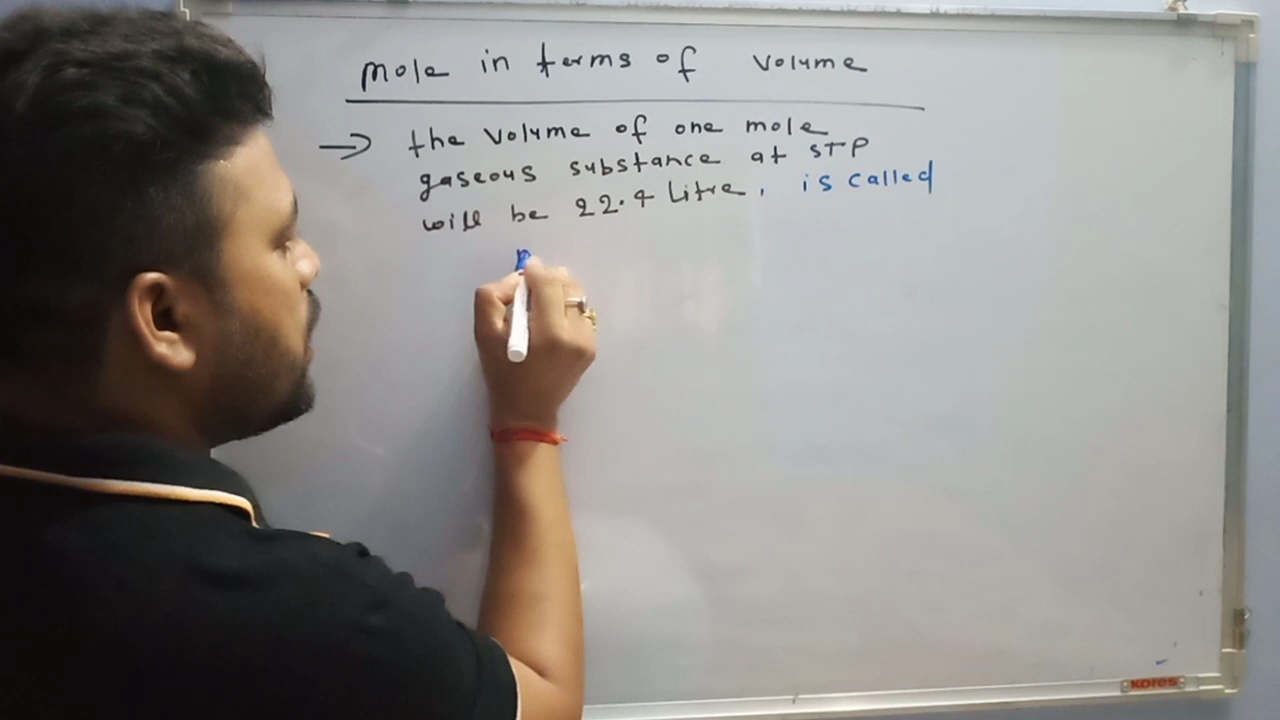 mole in terms of volume
→ the volume of one mole
gaseous substance at STP
will be 22.4 Litre, is called
Kores